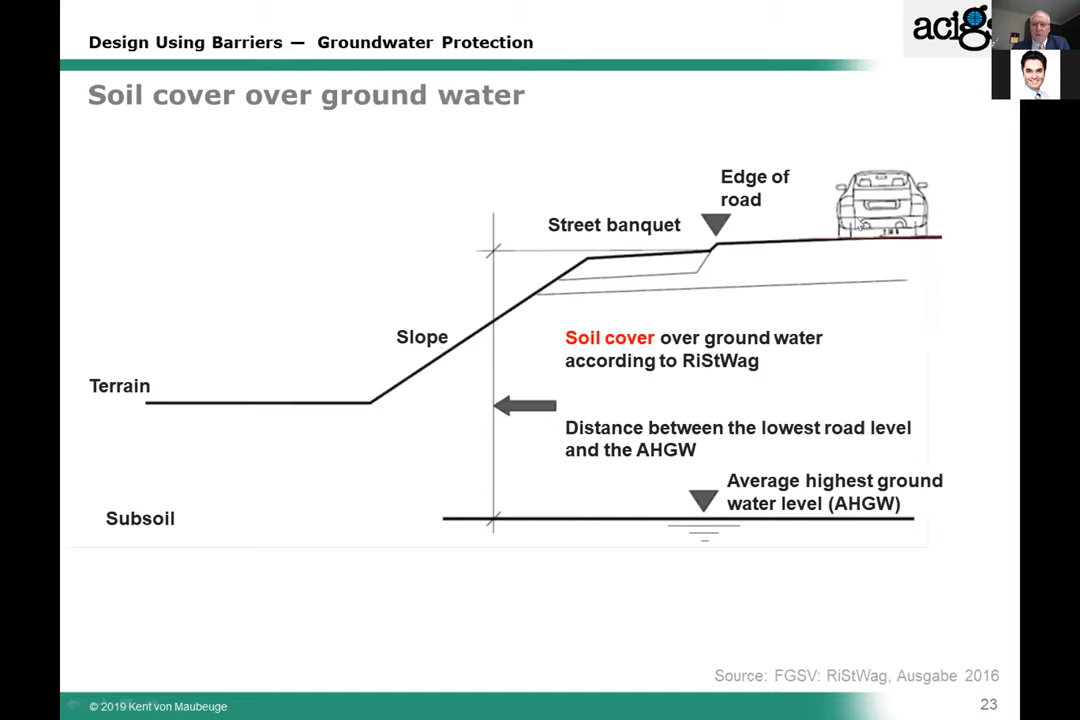 Design Using Barriers — Groundwater Protection
acigs
Soil cover over ground water
Edge of
road
Street banquet
Slope
Soil cover over ground water
according to RiStWag
Terrain
Distance between the lowest road level
and the AHGW
Average highest ground
water level (AHGW)
Subsoil
Source: FGSV: RiStWag, Ausgabe 2016
© 2019 Kent von Maubeuge
23